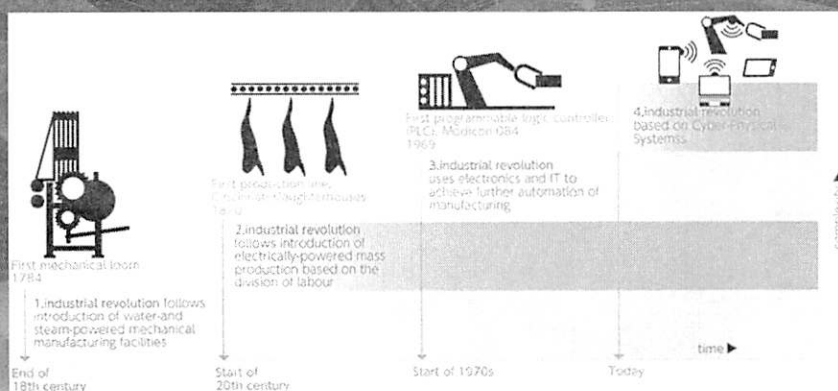 First mechanical loom
1784
1.industrial revolution follows
introduction of water-and
steam-powered mechanical
manufacturing facilities
End of
18th century
First production line,
Cincinnati
2.industrial revolution
follows introduction of
electrically-powered mass
production based on the
division of labour
Start of
20th century
First programmable logic controller
(PLC), Modicon 084
1969
3.industrial revolution
uses electronics and IT to
achieve further automation of
manufacturing
Start of 1970s
4.industrial revolution
based on Cyber-Physical
Systemss
Today
time